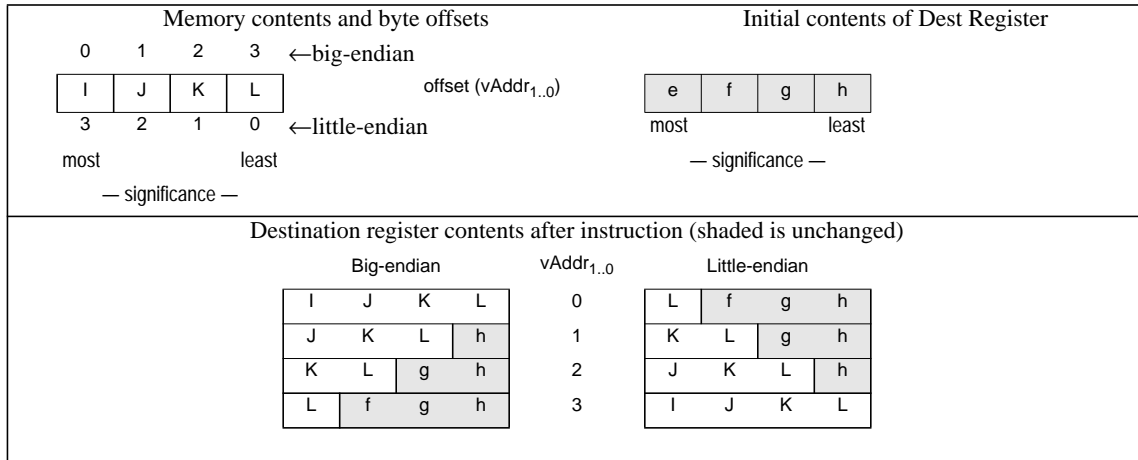 Memory contents and byte offsets
Initial contents of Dest Register
0 1 2 3 ←big-endian
I J K L
offset (vAddr1..0)
e f g h
3 2 1 0 ←little-endian
most least
most least
— significance —
— significance —
Destination register contents after instruction (shaded is unchanged)
Big-endian vAddr1..0 Little-endian
I J K L 0 L f g h
J K L h 1 K L g h
K L g h 2 J K L h
L f g h 3 I J K L